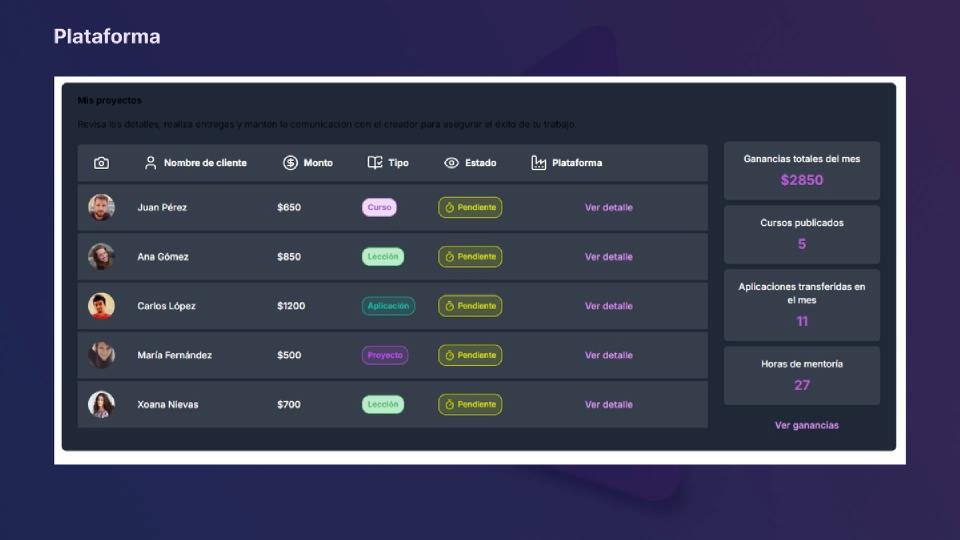 Plataforma
Mis proyectos
Revisa los detalles, realiza entregas y mantén la comunicación con el creador para asegurar el éxito de tu trabajo.
Nombre de cliente Monto Tipo Estado Plataforma
Juan Pérez $650 Curso Pendiente Ver detalle
Ana Gómez $850 Lección Pendiente Ver detalle
Carlos López $1200 Aplicación Pendiente Ver detalle
María Fernández $500 Proyecto Pendiente Ver detalle
Xoana Nievas $700 Lección Pendiente Ver detalle
Ganancias totales del mes
$2850
Cursos publicados
5
Aplicaciones transferidas en
el mes
11
Horas de mentoría
27
Ver ganancias